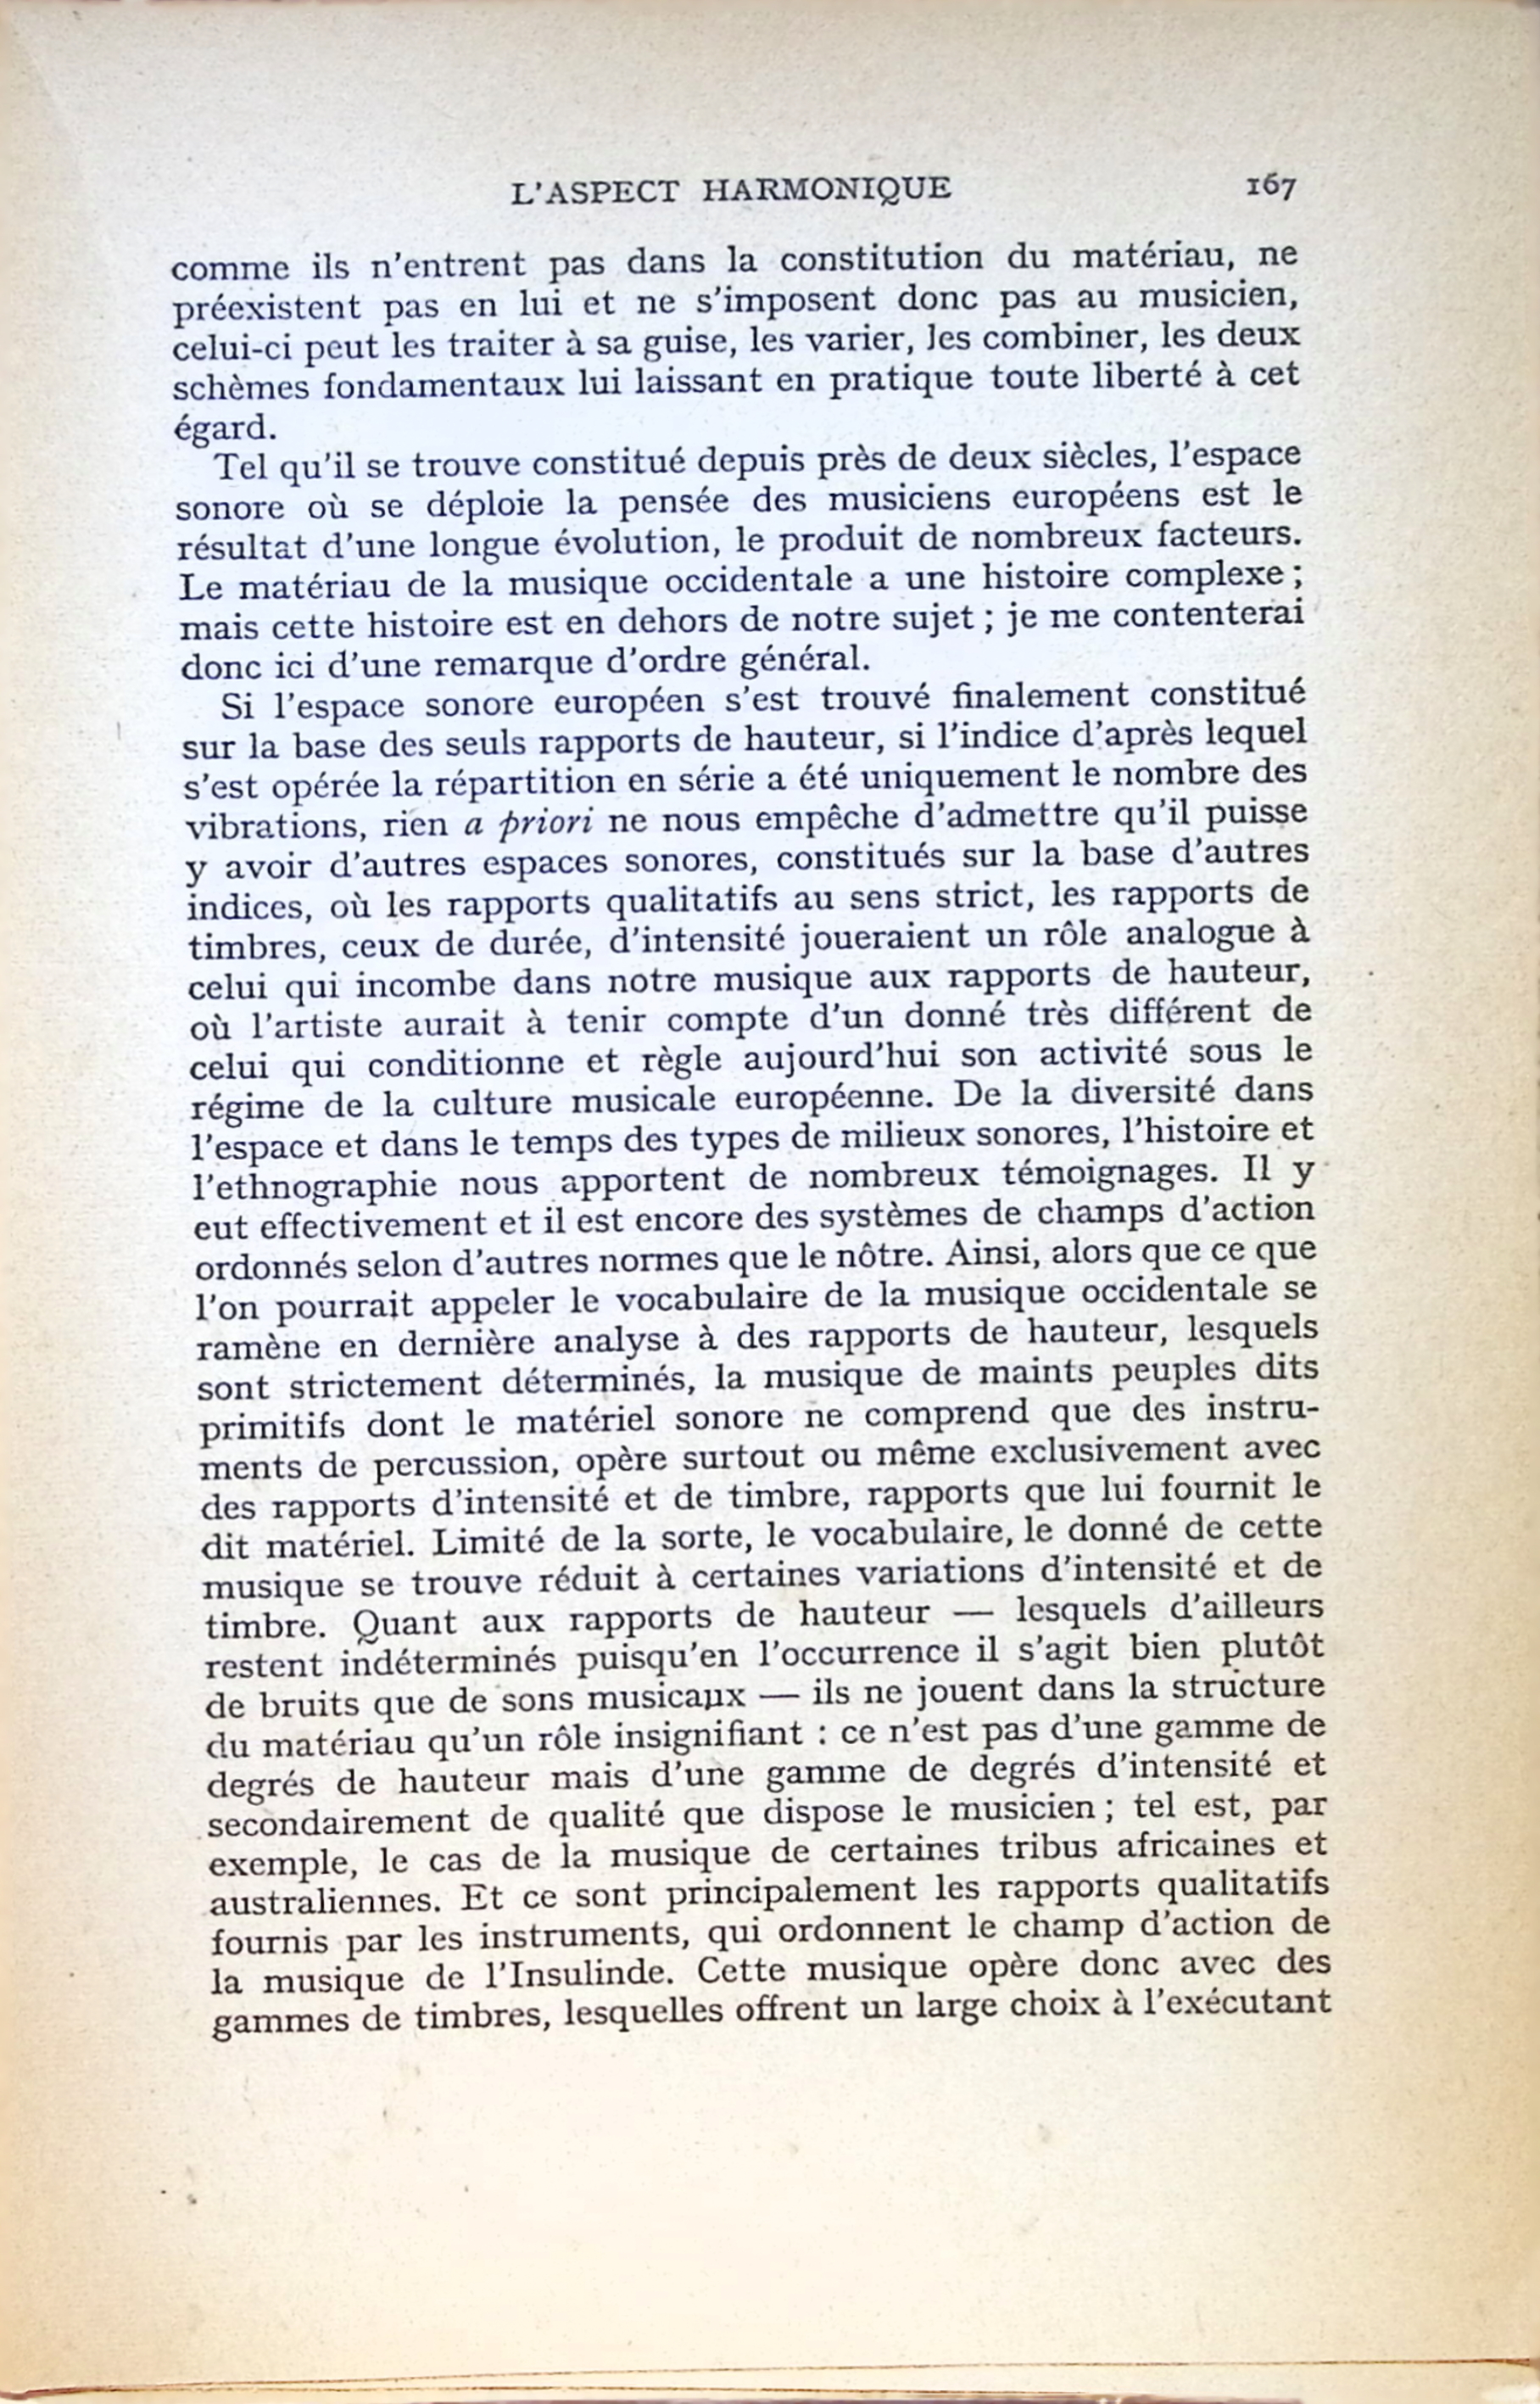 L'ASPECT HARMONIQUE 167
comme ils n'entrent pas dans la constitution du matériau, ne
préexistent pas en lui et ne s'imposent donc pas au musicien,
celui-ci peut les traiter à sa guise, les varier, les combiner, les deux
schèmes fondamentaux lui laissant en pratique toute liberté à cet
égard.
Tel qu'il se trouve constitué depuis près de deux siècles, l'espace
sonore où se déploie la pensée des musiciens européens est le
résultat d'une longue évolution, le produit de nombreux facteurs.
Le matériau de la musique occidentale a une histoire complexe ;
mais cette histoire est en dehors de notre sujet ; je me contenterai
donc ici d'une remarque d'ordre général.
Si l'espace sonore européen s'est trouvé finalement constitué
sur la base des seuls rapports de hauteur, si l'indice d'après lequel
s'est opérée la répartition en série a été uniquement le nombre des
vibrations, rien a priori ne nous empêche d'admettre qu'il puisse
y avoir d'autres espaces sonores, constitués sur la base d'autres
indices, où les rapports qualitatifs au sens strict, les rapports de
timbres, ceux de durée, d'intensité joueraient un rôle analogue à
celui qui incombe dans notre musique aux rapports de hauteur,
où l'artiste aurait à tenir compte d'un donné très différent de
celui qui conditionne et règle aujourd'hui son activité sous le
régime de la culture musicale européenne. De la diversité dans
l'espace et dans le temps des types de milieux sonores, l'histoire et
l'ethnographie nous apportent de nombreux témoignages. Il y
eut effectivement et il est encore des systèmes de champs d'action
ordonnés selon d'autres normes que le nôtre. Ainsi, alors que ce que
l'on pourrait appeler le vocabulaire de la musique occidentale se
ramène en dernière analyse à des rapports de hauteur, lesquels
sont strictement déterminés, la musique de maints peuples dits
primitifs dont le matériel sonore ne comprend que des instru-
ments de percussion, opère surtout ou même exclusivement avec
des rapports d'intensité et de timbre, rapports que lui fournit le
dit matériel. Limité de la sorte, le vocabulaire, le donné de cette
musique se trouve réduit à certaines variations d'intensité et de
timbre. Quant aux rapports de hauteur — lesquels d'ailleurs
restent indéterminés puisqu'en l'occurrence il s'agit bien plutôt
de bruits que de sons musicaux — ils ne jouent dans la structure
du matériau qu'un rôle insignifiant : ce n'est pas d'une gamme de
degrés de hauteur mais d'une gamme de degrés d'intensité et
secondairement de qualité que dispose le musicien ; tel est, par
exemple, le cas de la musique de certaines tribus africaines et
australiennes. Et ce sont principalement les rapports qualitatifs
fournis par les instruments, qui ordonnent le champ d'action de
la musique de l'Insulinde. Cette musique opère donc avec des
gammes de timbres, lesquelles offrent un large choix à l'exécutant